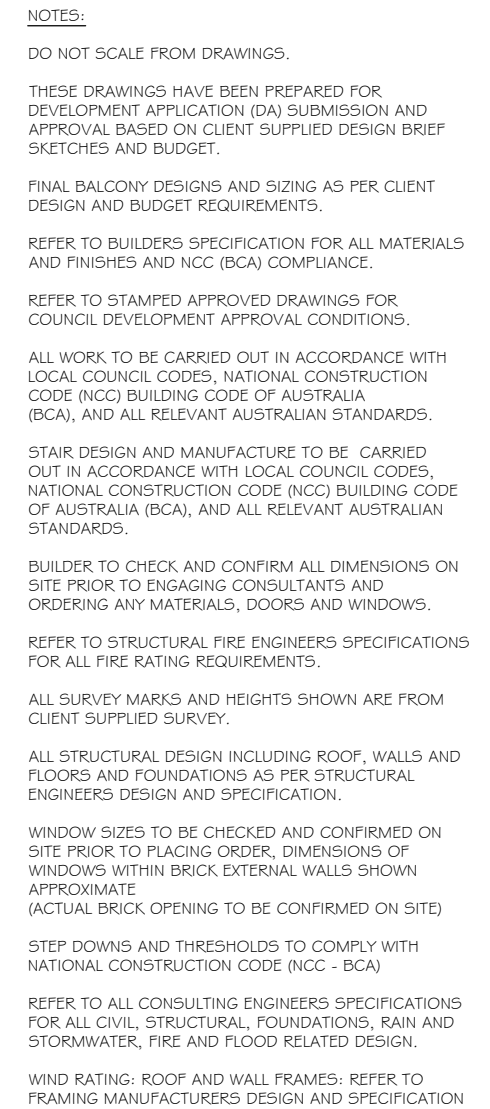 NOTES:
DO NOT SCALE FROM DRAWINGS.
THESE DRAWINGS HAVE BEEN PREPARED FOR
DEVELOPMENT APPLICATION (DA) SUBMISSION AND
APPROVAL BASED ON CLIENT SUPPLIED DESIGN BRIEF
SKETCHES AND BUDGET.
FINAL BALCONY DESIGNS AND SIZING AS PER CLIENT
DESIGN AND BUDGET REQUIREMENTS.
REFER TO BUILDERS SPECIFICATION FOR ALL MATERIALS
AND FINISHES AND NCC (BCA) COMPLIANCE.
REFER TO STAMPED APPROVED DRAWINGS FOR
COUNCIL DEVELOPMENT APPROVAL CONDITIONS.
ALL WORK TO BE CARRIED OUT IN ACCORDANCE WITH
LOCAL COUNCIL CODES, NATIONAL CONSTRUCTION
CODE (NCC) BUILDING CODE OF AUSTRALIA
(BCA), AND ALL RELEVANT AUSTRALIAN STANDARDS.
STAIR DESIGN AND MANUFACTURE TO BE  CARRIED
OUT IN ACCORDANCE WITH LOCAL COUNCIL CODES,
NATIONAL CONSTRUCTION CODE (NCC) BUILDING CODE
OF AUSTRALIA (BCA), AND ALL RELEVANT AUSTRALIAN
STANDARDS.
BUILDER TO CHECK AND CONFIRM ALL DIMENSIONS ON
SITE PRIOR TO ENGAGING CONSULTANTS AND
ORDERING ANY MATERIALS, DOORS AND WINDOWS.
REFER TO STRUCTURAL FIRE ENGINEERS SPECIFICATIONS
FOR ALL FIRE RATING REQUIREMENTS.
ALL SURVEY MARKS AND HEIGHTS SHOWN ARE FROM
CLIENT SUPPLIED SURVEY.
ALL STRUCTURAL DESIGN INCLUDING ROOF, WALLS AND
FLOORS AND FOUNDATIONS AS PER STRUCTURAL
ENGINEERS DESIGN AND SPECIFICATION.
WINDOW SIZES TO BE CHECKED AND CONFIRMED ON
SITE PRIOR TO PLACING ORDER, DIMENSIONS OF
WINDOWS WITHIN BRICK EXTERNAL WALLS SHOWN
APPROXIMATE
(ACTUAL BRICK OPENING TO BE CONFIRMED ON SITE)
STEP DOWNS AND THRESHOLDS TO COMPLY WITH
NATIONAL CONSTRUCTION CODE (NCC - BCA)
REFER TO ALL CONSULTING ENGINEERS SPECIFICATIONS
FOR ALL CIVIL, STRUCTURAL, FOUNDATIONS, RAIN AND
STORMWATER, FIRE AND FLOOD RELATED DESIGN.
WIND RATING: ROOF AND WALL FRAMES: REFER TO
FRAMING MANUFACTURERS DESIGN AND SPECIFICATION